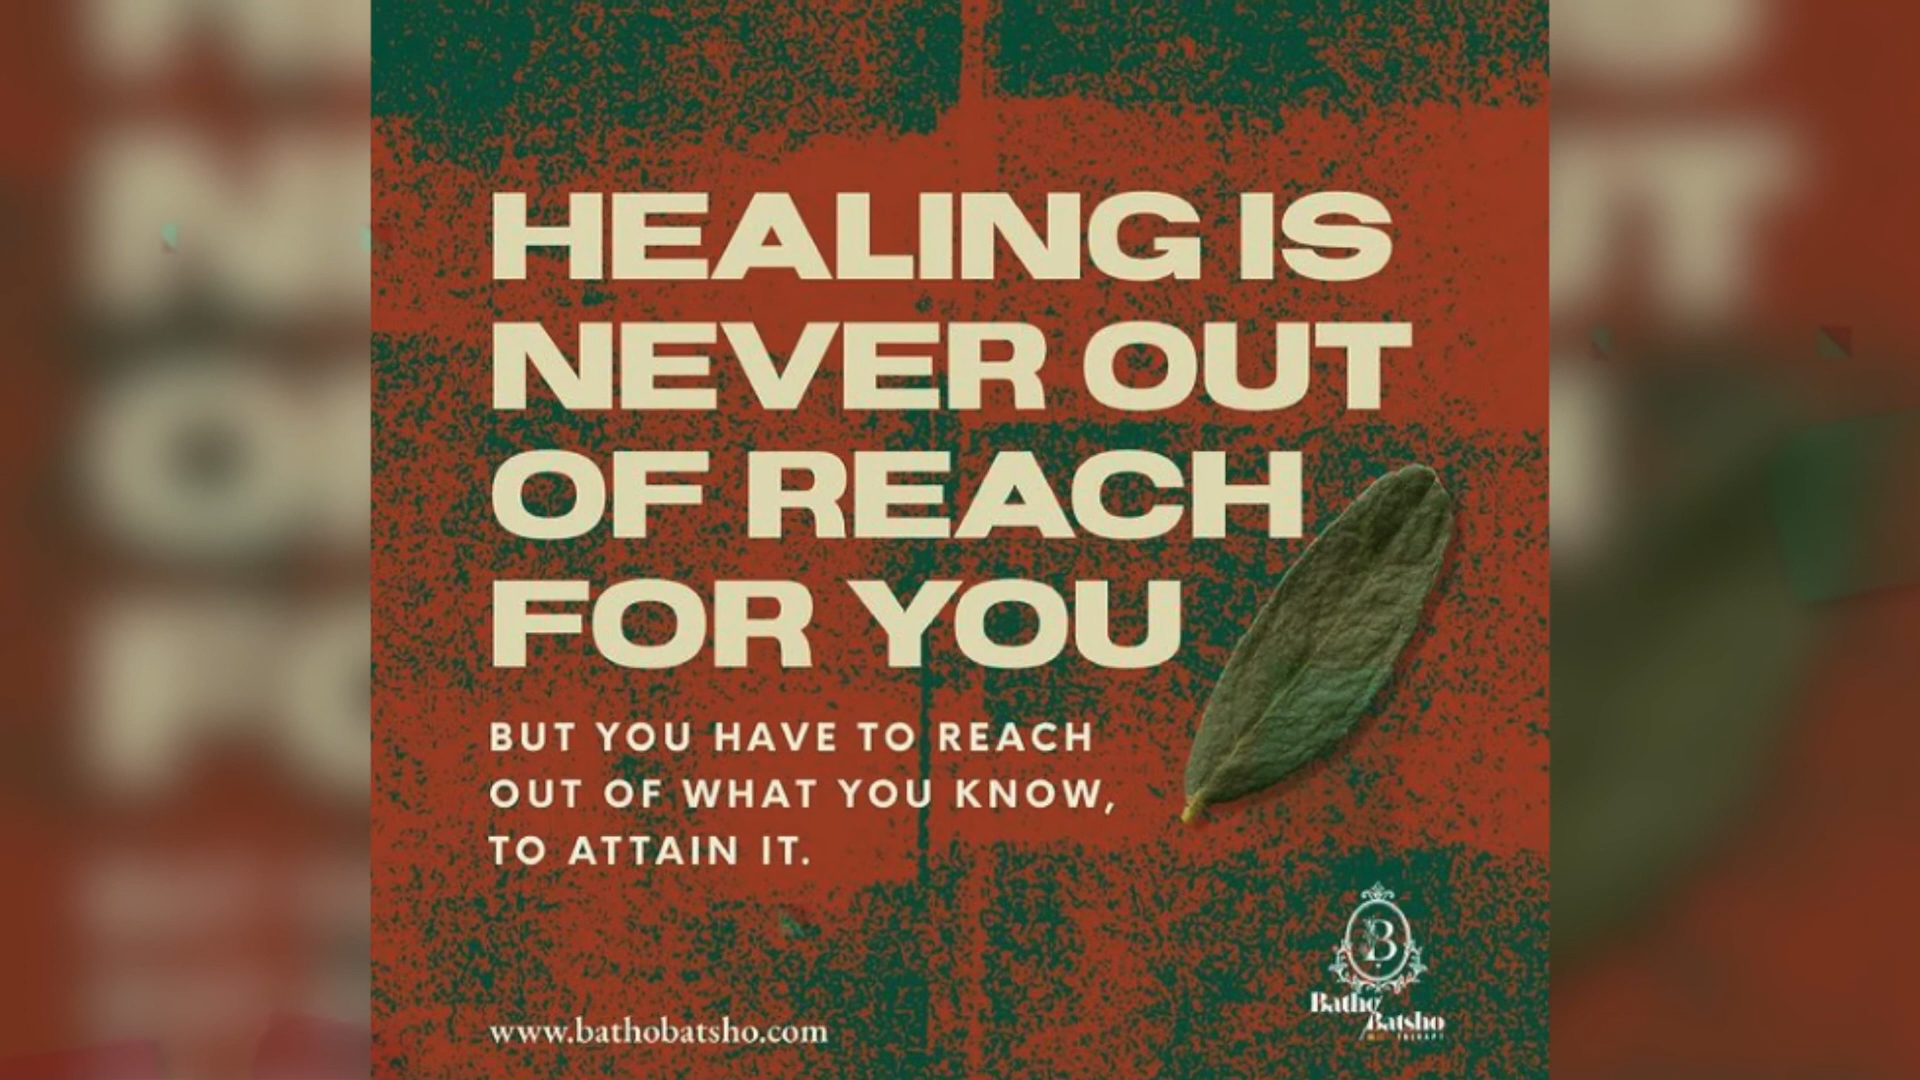 HEALING IS
NEVER OUT
OF REACH
FOR YOU
BUT YOU HAVE TO REACH
OUT OF WHAT YOU KNOW,
TO ATTAIN IT.
www.bathobatsho.com
B
Batho
Batsho
THERAPY